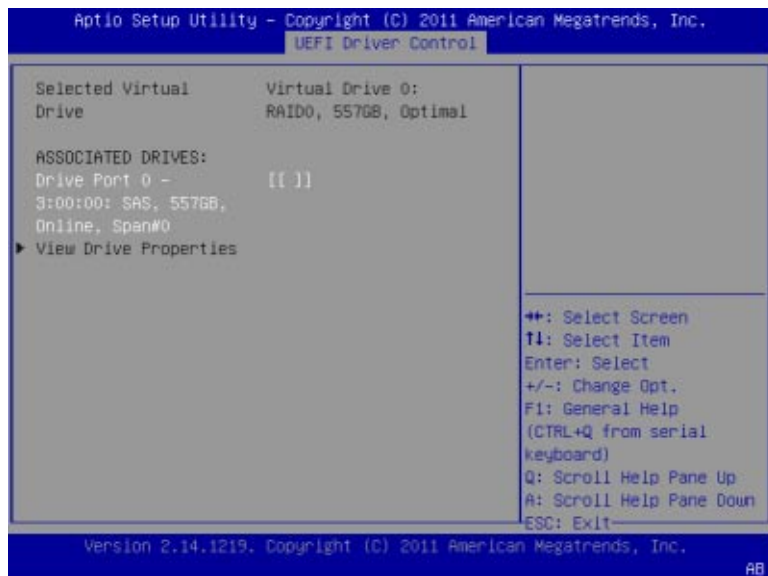 Aptio Setup Utility – Copyright (C) 2011 American Megatrends, Inc.
UEFI Driver Control
Selected Virtual Virtual Drive 0:
Drive RAID0, 557GB, Optimal
ASSOCIATED DRIVES:
Drive Port 0 – [[ ]]
3:00:00: SAS, 557GB,
Online, Span#0
▶ View Drive Properties
↔: Select Screen
↑↓: Select Item
Enter: Select
+/-: Change Opt.
F1: General Help
(CTRL+Q from serial
keyboard)
Q: Scroll Help Pane Up
A: Scroll Help Pane Down
ESC: Exit
Version 2.14.1219. Copyright (C) 2011 American Megatrends, Inc.
AB